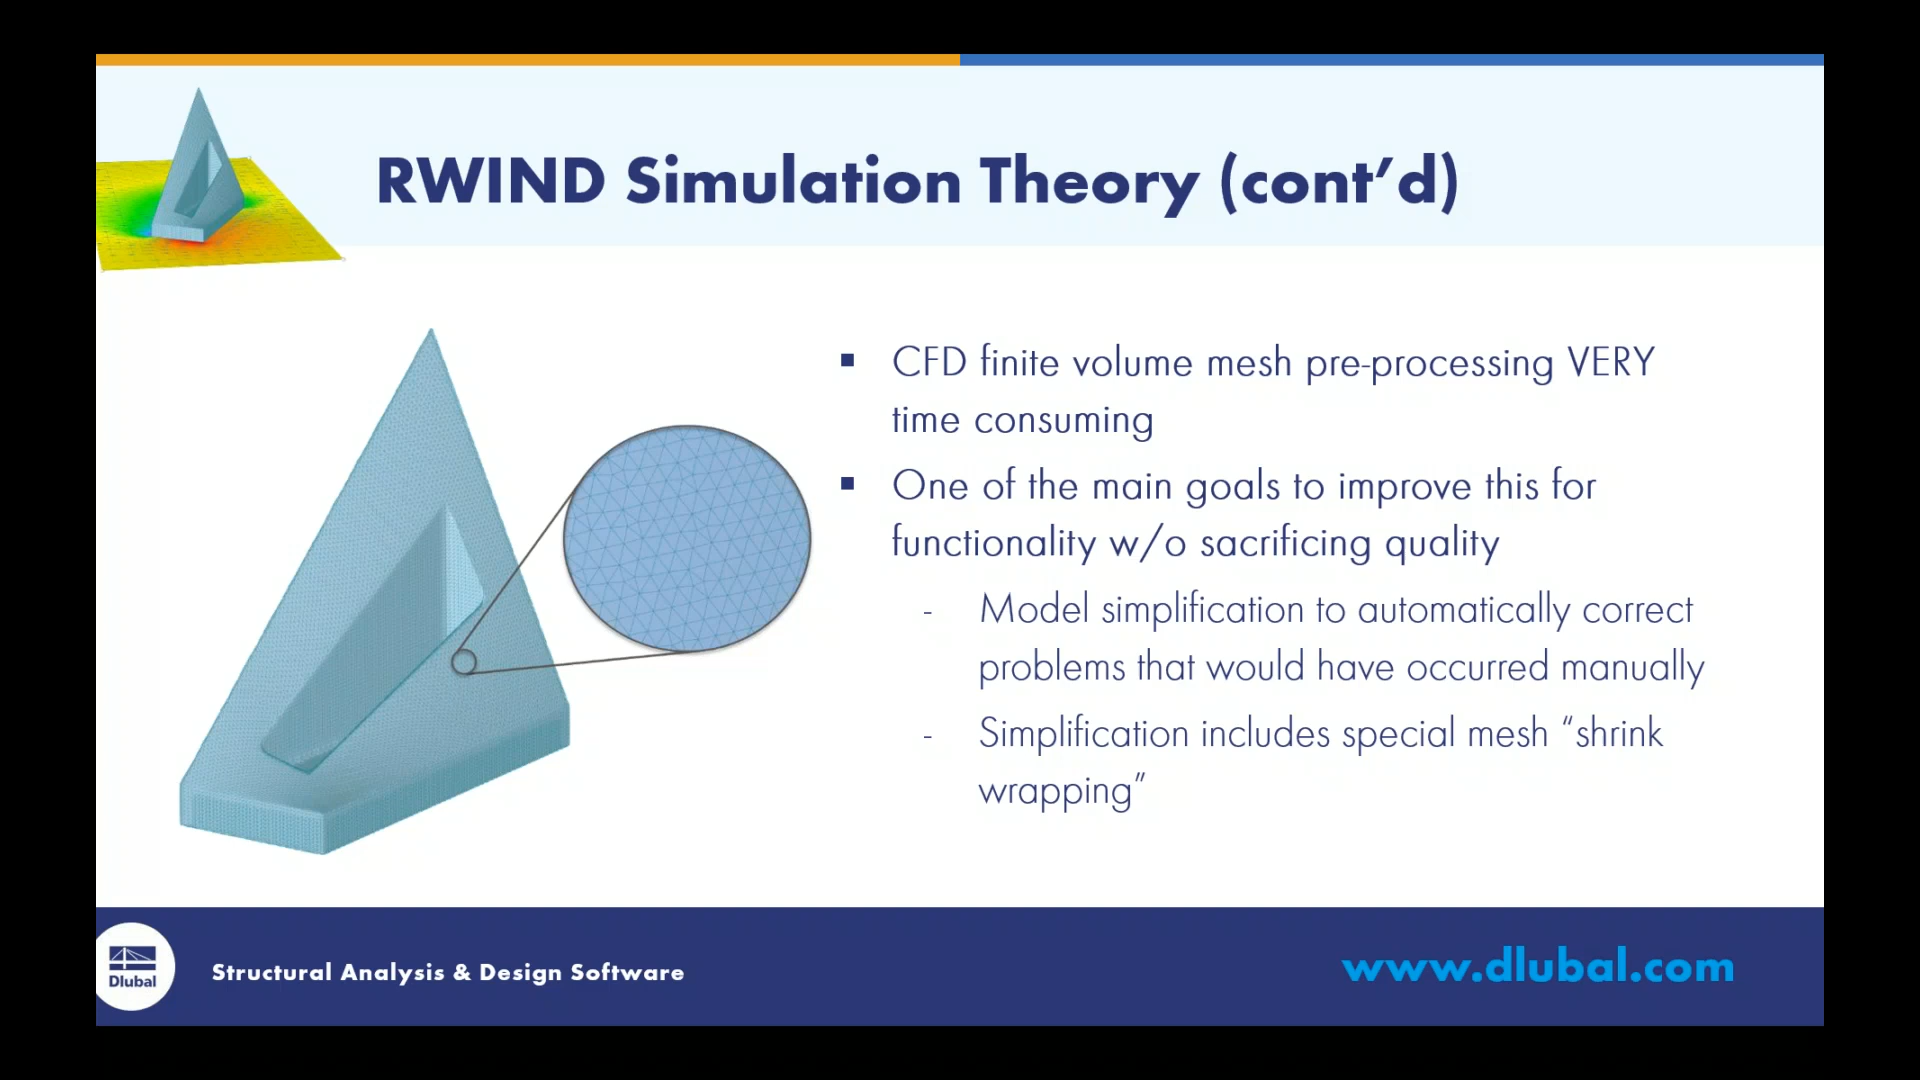 RWIND Simulation Theory (cont’d)
▪ CFD finite volume mesh pre-processing VERY
time consuming
▪ One of the main goals to improve this for
functionality w/o sacrificing quality
- Model simplification to automatically correct
problems that would have occurred manually
- Simplification includes special mesh “shrink
wrapping”
Dlubal
Structural Analysis & Design Software
www.dlubal.com